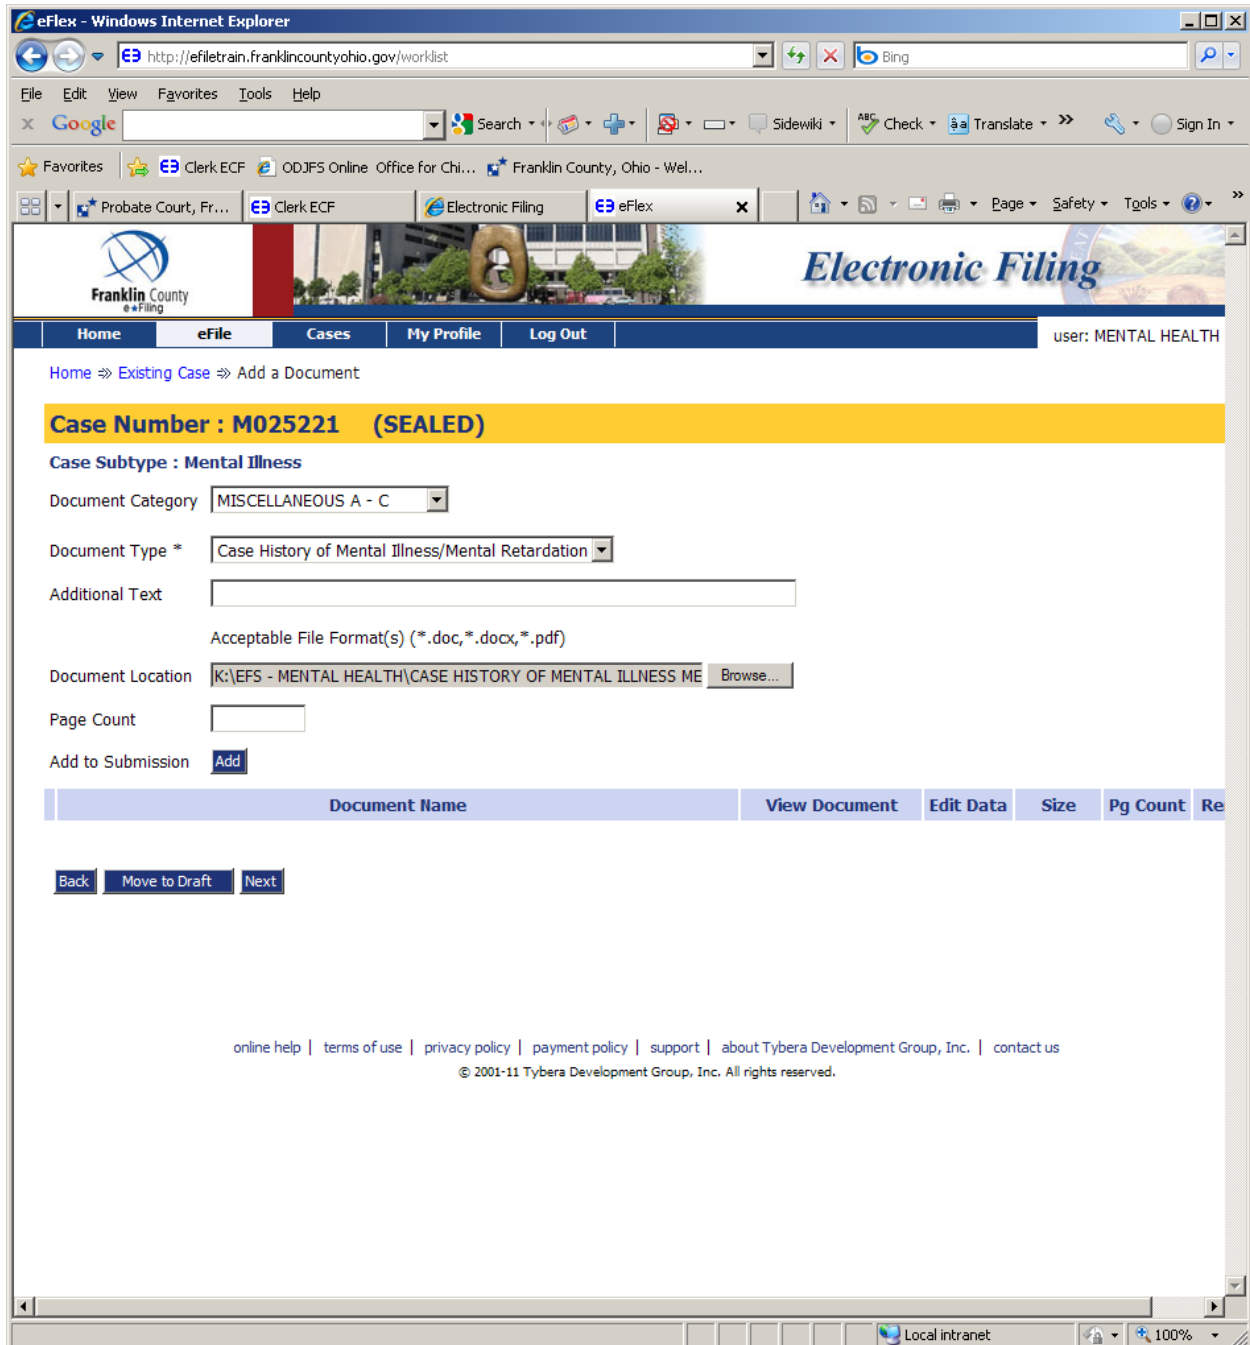 eFlex - Windows Internet Explorer
http://efiletrain.franklincountyohio.gov/worklist
Bing
File Edit View Favorites Tools Help
x Google Search Sidewiki ABC Check âa Translate >> Sign In
Favorites Clerk ECF ODJFS Online Office for Chi... Franklin County, Ohio - Wel...
Probate Court, Fr... Clerk ECF Electronic Filing eFlex x Page Safety Tools >>
Franklin County
e★Filing
Electronic Filing
Home eFile Cases My Profile Log Out
user: MENTAL HEALTH
Home ⇒ Existing Case ⇒ Add a Document
Case Number : M025221 (SEALED)
Case Subtype : Mental Illness
Document Category MISCELLANEOUS A - C
Document Type * Case History of Mental Illness/Mental Retardation
Additional Text
Acceptable File Format(s) (*.doc,*.docx,*.pdf)
Document Location K:\EFS - MENTAL HEALTH\CASE HISTORY OF MENTAL ILLNESS ME Browse...
Page Count
Add to Submission Add
Document Name View Document Edit Data Size Pg Count Re
Back Move to Draft Next
online help | terms of use | privacy policy | payment policy | support | about Tybera Development Group, Inc. | contact us
© 2001-11 Tybera Development Group, Inc. All rights reserved.
Local intranet 100%